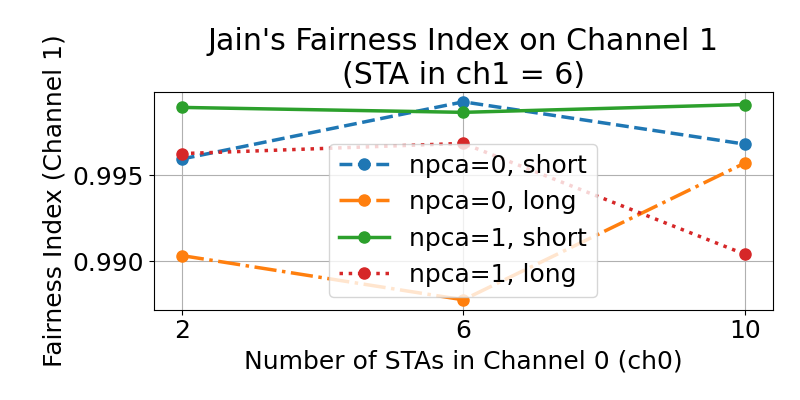 Jain's Fairness Index on Channel 1
(STA in ch1 = 6)
Fairness Index (Channel 1)
0.995
0.990
npca=0, short
npca=0, long
npca=1, short
npca=1, long
2
6
10
Number of STAs in Channel 0 (ch0)